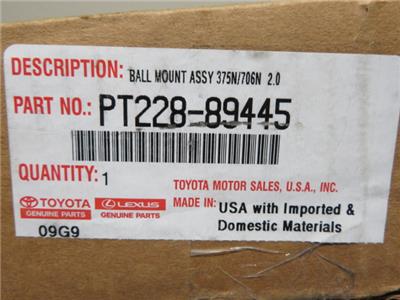 DESCRIPTION: BALL MOUNT ASSY 375N/706N 2.0
PART NO.: PT228-89445
QUANTITY: 1
TOYOTA MOTOR SALES, U.S.A., INC.
TOYOTA LEXUS
GENUINE PARTS GENUINE PARTS
MADE IN: USA with Imported &
Domestic Materials
09G9